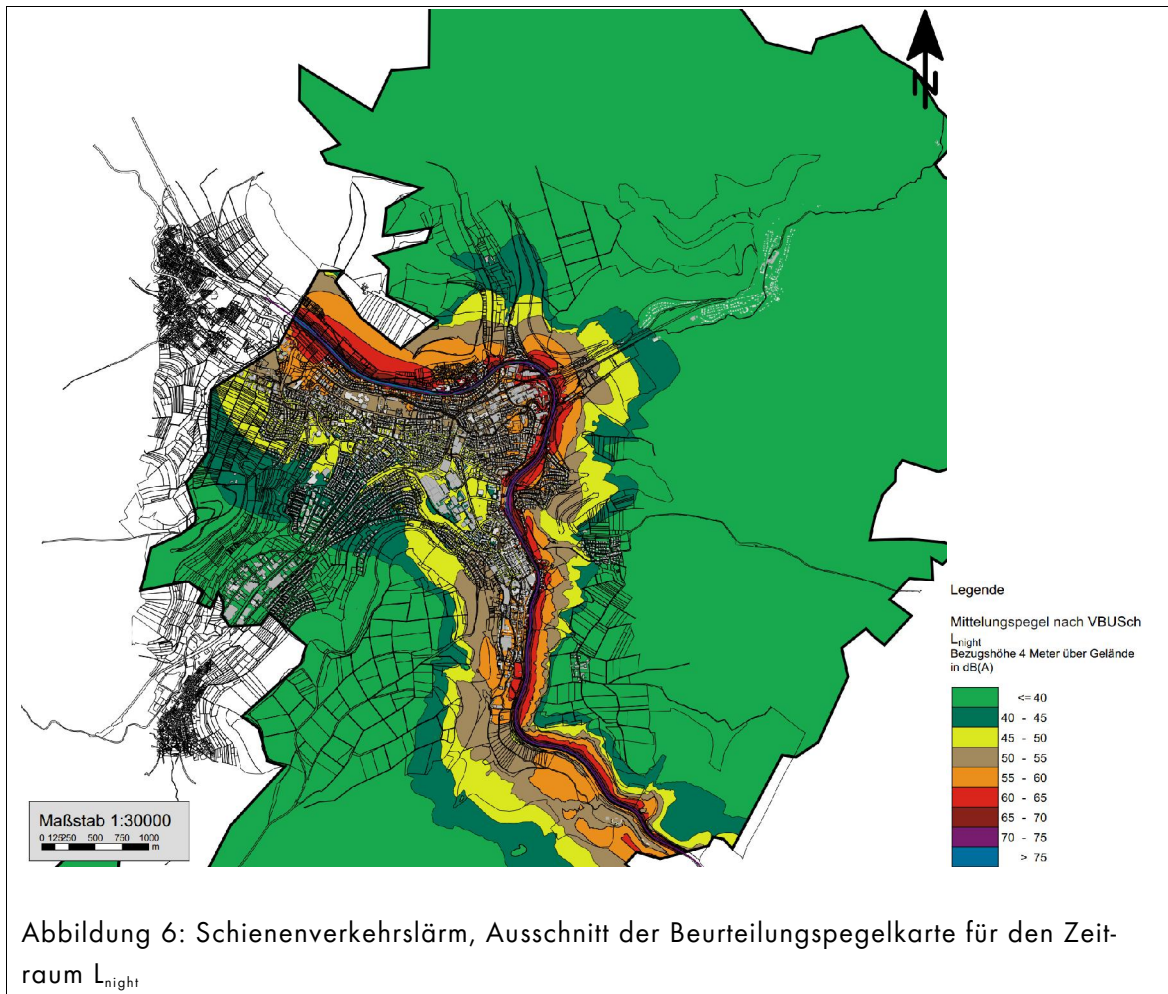 N
Legende
Mittelungspegel nach VBUSch
Lnight
Bezugshöhe 4 Meter über Gelände
in dB(A)
<= 40
40 - 45
45 - 50
50 - 55
55 - 60
60 - 65
65 - 70
70 - 75
> 75
Maßstab 1:30000
0 125250 500 750 1000
m
Abbildung 6: Schienenverkehrslärm, Ausschnitt der Beurteilungspegelkarte für den Zeit-
raum Lnight